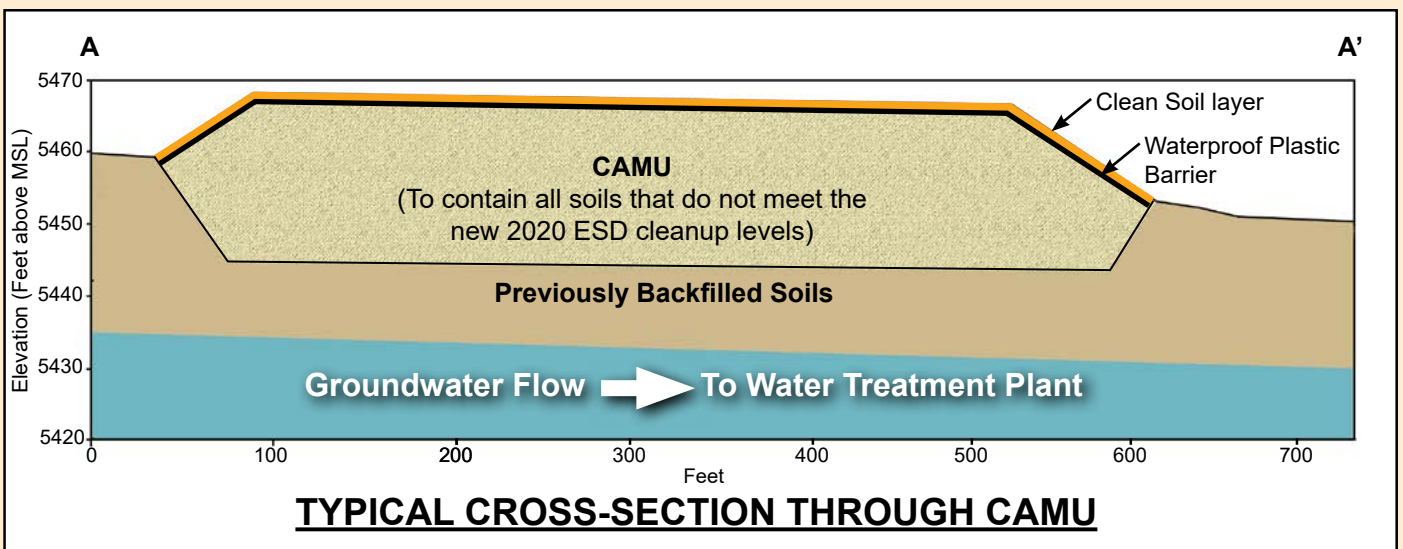 A
A’
5470
5460
5450
5440
5430
5420
Elevation (Feet above MSL)
Clean Soil layer
Waterproof Plastic
Barrier
CAMU
(To contain all soils that do not meet the
new 2020 ESD cleanup levels)
Previously Backfilled Soils
Groundwater Flow
To Water Treatment Plant
0
100
200
300
400
500
600
700
Feet
TYPICAL CROSS-SECTION THROUGH CAMU